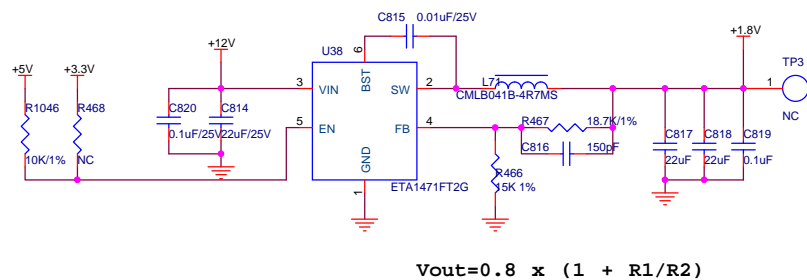 C815 0.01uF/25V
+1.8V
+12V
U38
TP3
+5V +3.3V
6
BST
3 VIN SW 2
L71
1
CMLB041B-4R7MS
R1046 R468
C820 C814
0.1uF/25V 22uF/25V
5 EN FB 4
R467 18.7K/1%
NC
C816 150pF
C817 C818 C819
10K/1% NC
GND
22uF 22uF 0.1uF
R466
15K 1%
1
ETA1471FT2G
Vout=0.8 x (1 + R1/R2)